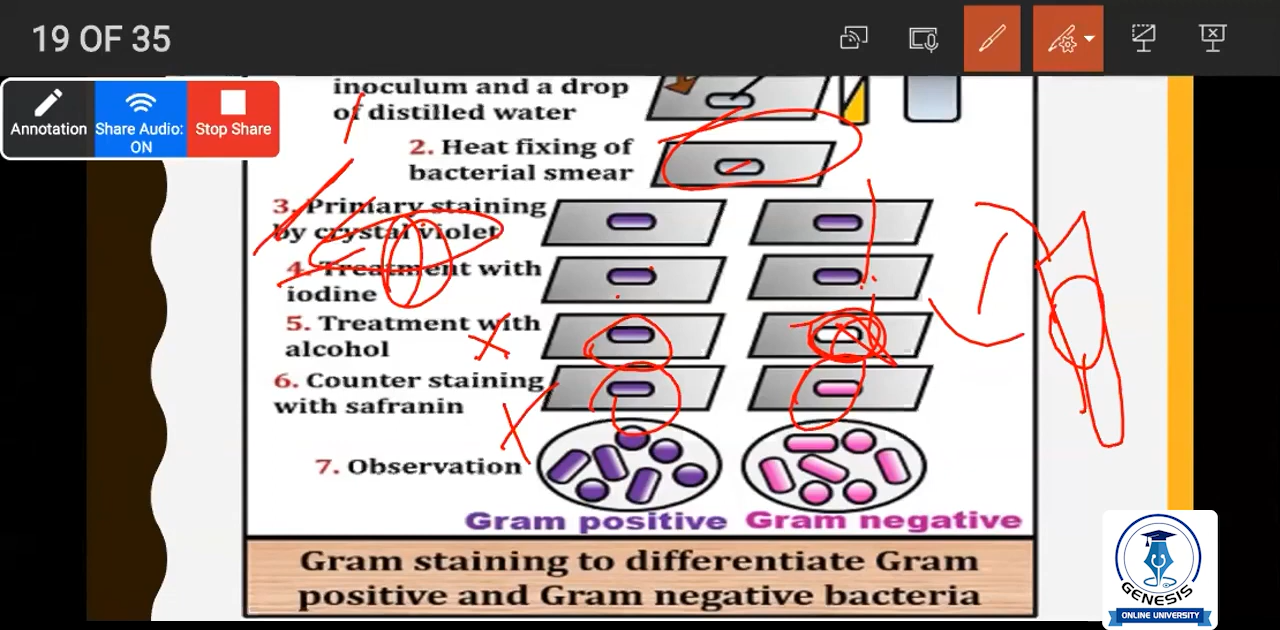 19 OF 35
Annotation
Share Audio:
ON
Stop Share
inoculum and a drop
of distilled water
2. Heat fixing of
bacterial smear
3. Primary staining
by crystal violet
4. Treatment with
iodine
5. Treatment with
alcohol
6. Counter staining
with safranin
7. Observation
Gram positive
Gram negative
Gram staining to differentiate Gram
positive and Gram negative bacteria
GENESIS
ONLINE UNIVERSITY